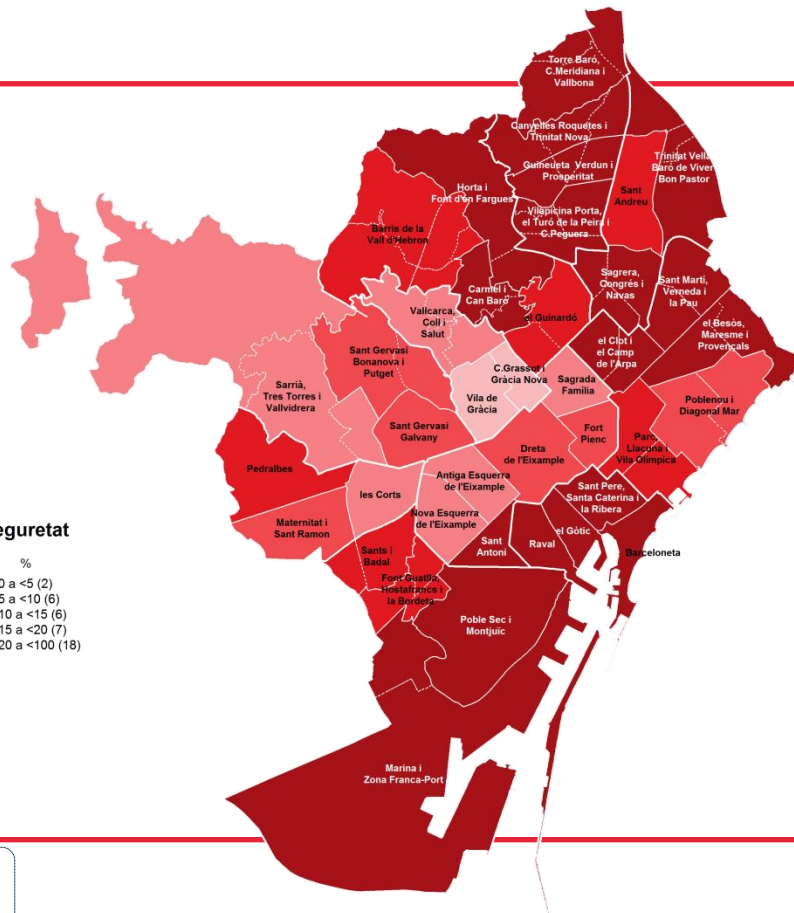 Torre Baró,
C.Meridiana i
Vallbona
Canyelles Roquetes i
Trinitat Nova
Guineueta Verdun i
Prosperitat
Trinitat Vella
Baró de Viver
Bon Pastor
Sant
Andreu
Horta i
Font d'en Fargues
Vilapicina Porta,
el Turó de la Peira i
C.Peguera
Barris de la
Vall d'Hebron
Sagrera,
Congrés i
Navas
Sant Martí,
Verneda i
la Pau
Carmel i
Can Baró
Vallcarca,
Coll i
Salut
el Guinardó
el Besòs,
Maresme i
Provençals
el Clot i
el Camp
de l'Arpa
Sant Gervasi
Bonanova i
Putget
C.Grassot i
Gràcia Nova
Sagrada
Família
Sarrià,
Tres Torres i
Vallvidrera
Vila de
Gràcia
Poblenou i
Diagonal Mar
Sant Gervasi
Galvany
Fort
Pienc
Parc,
Llacuna i
Vila Olímpica
Dreta
de l'Eixample
Pedralbes
Antiga Esquerra
de l'Eixample
les Corts
Sant Pere,
Santa Caterina i
la Ribera
Nova Esquerra
de l'Eixample
Maternitat i
Sant Ramon
el Gòtic
Sant
Antoni
Raval
Barceloneta
Sants i
Badal
Font Guatlla,
Hostafrancs i
la Bordeta
Poble Sec i
Montjuïc
Marina i
Zona Franca-Port
eguretat
%
0 a <5 (2)
5 a <10 (6)
10 a <15 (6)
15 a <20 (7)
20 a <100 (18)